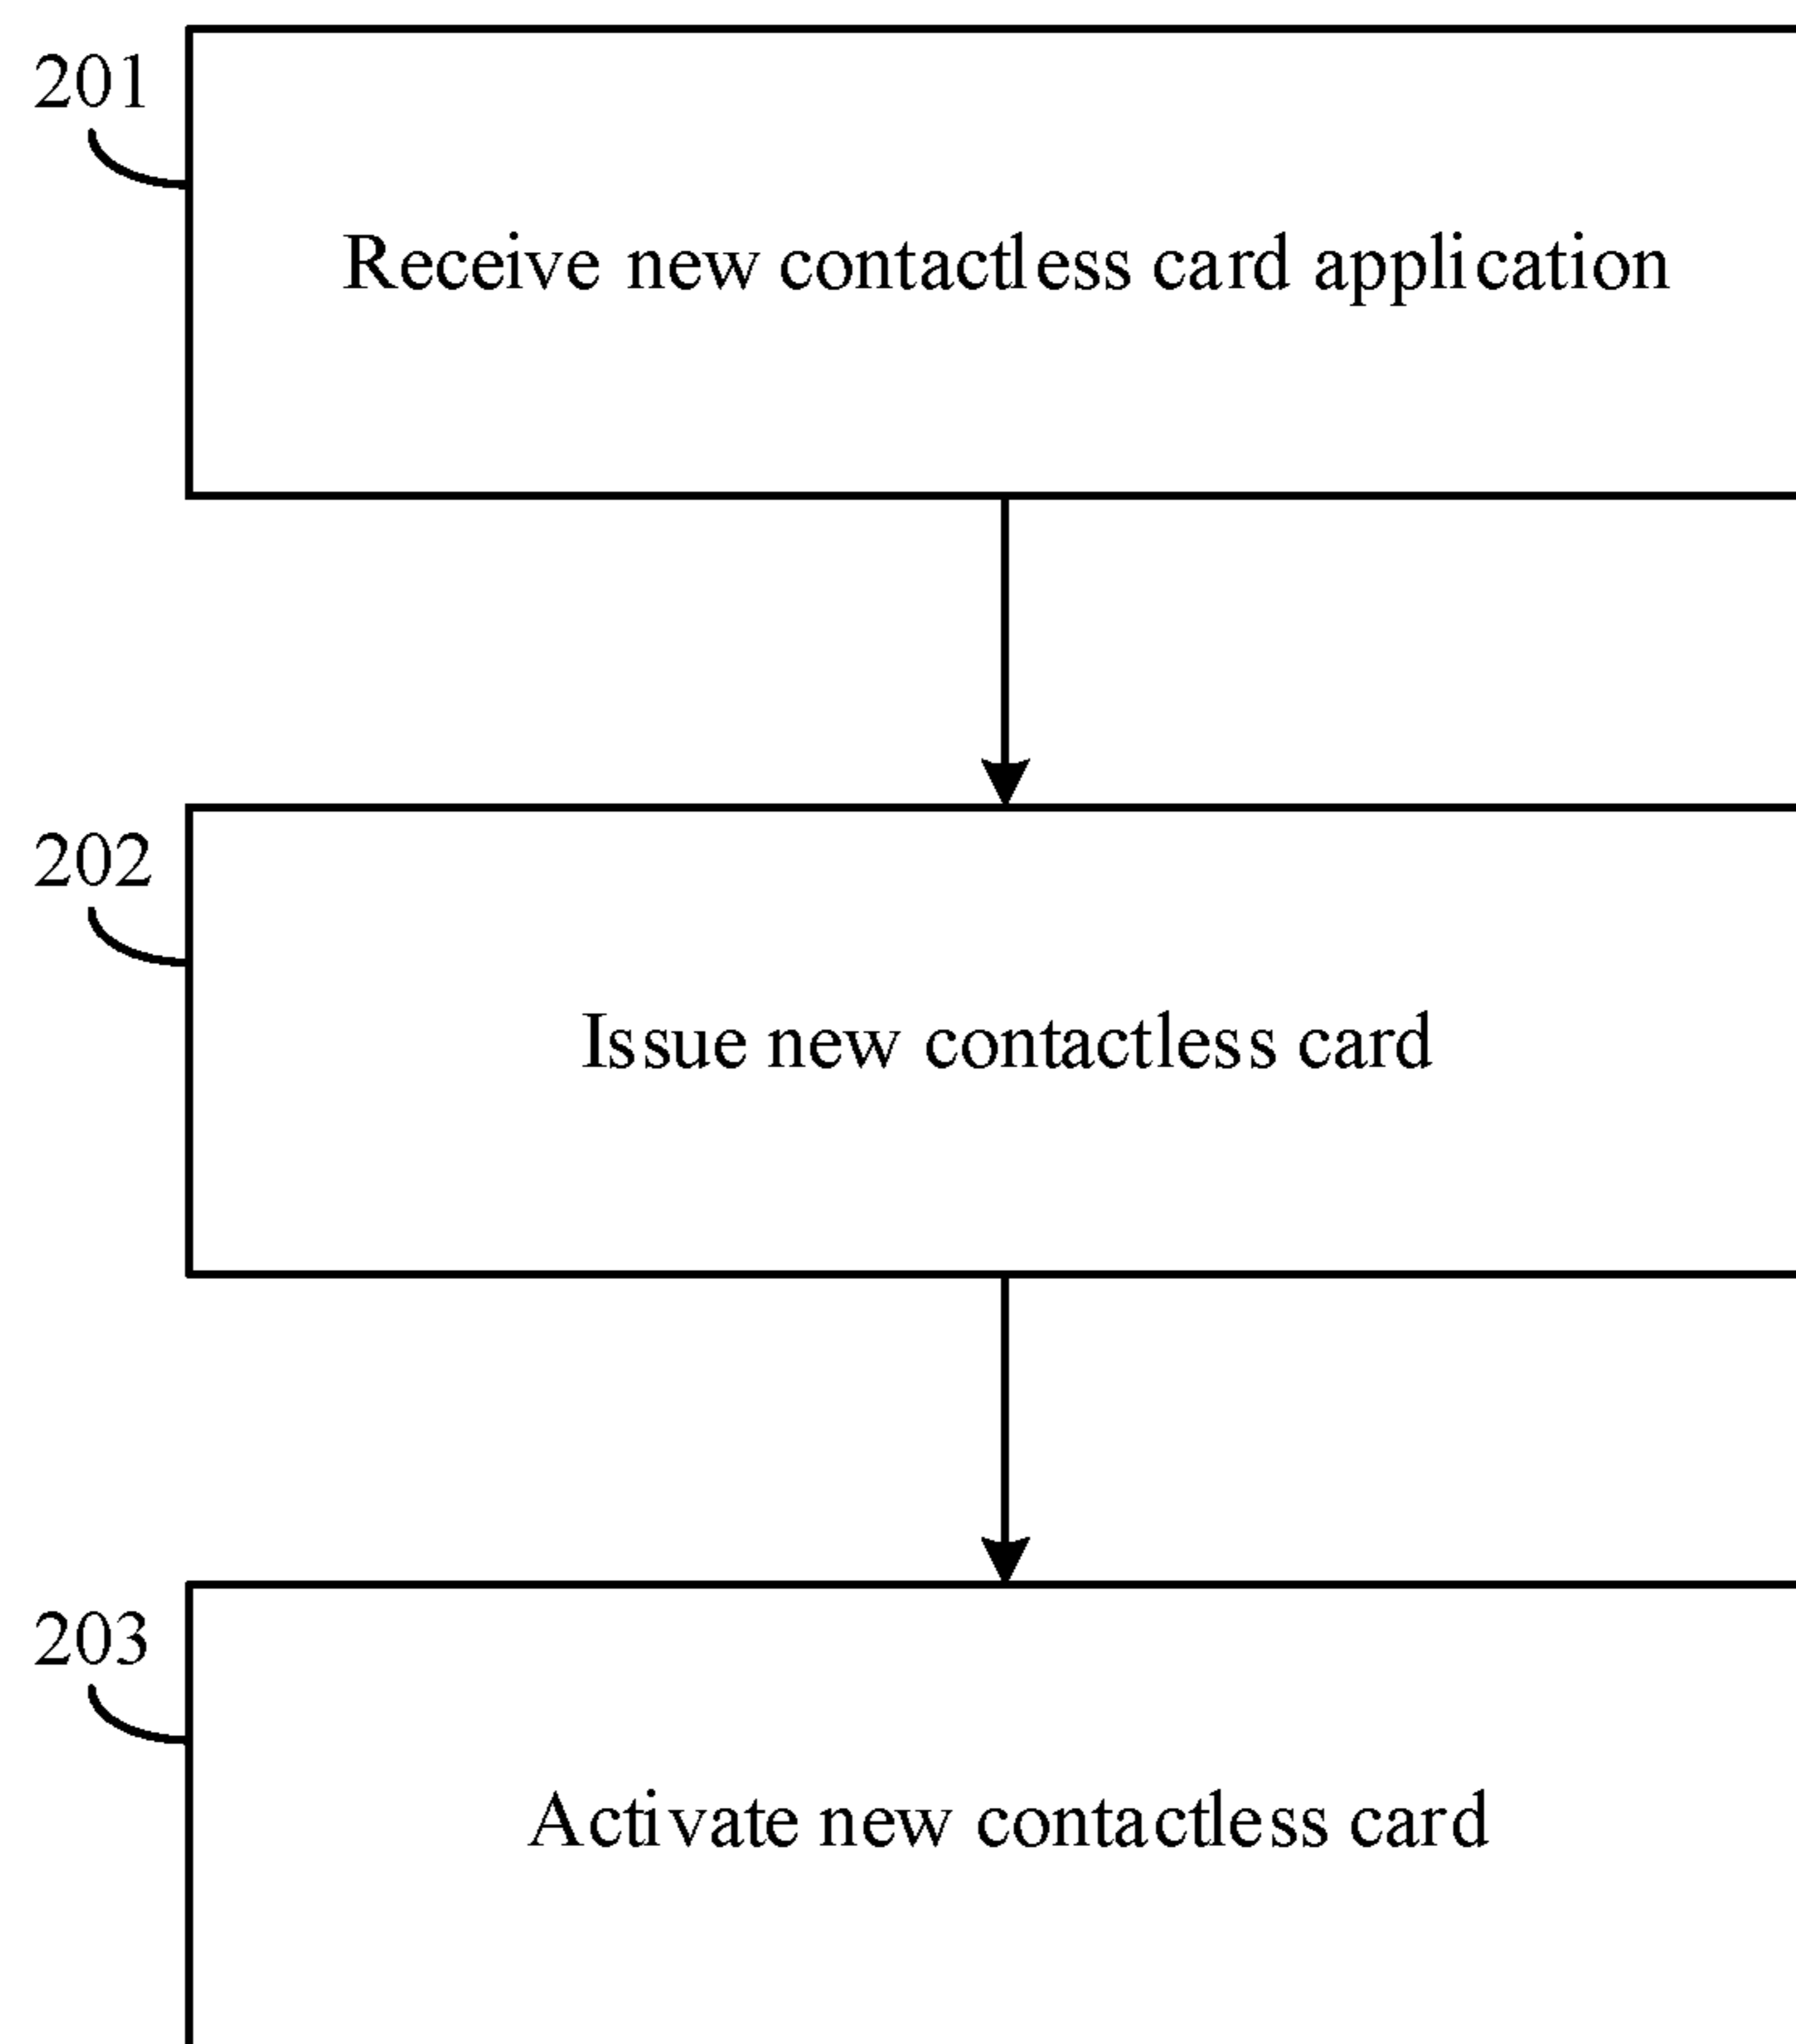 201
Receive new contactless card application
202
Issue new contactless card
203
Activate new contactless card